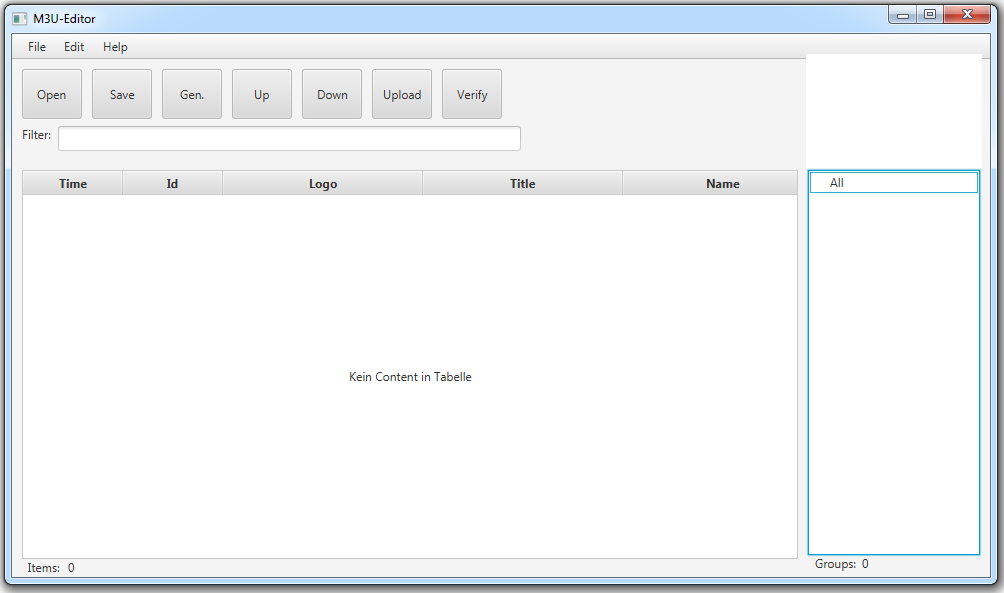 M3U-Editor
File Edit Help
Open Save Gen. Up Down Upload Verify
Filter:
Time Id Logo Title Name
All
Kein Content in Tabelle
Items: 0
Groups: 0